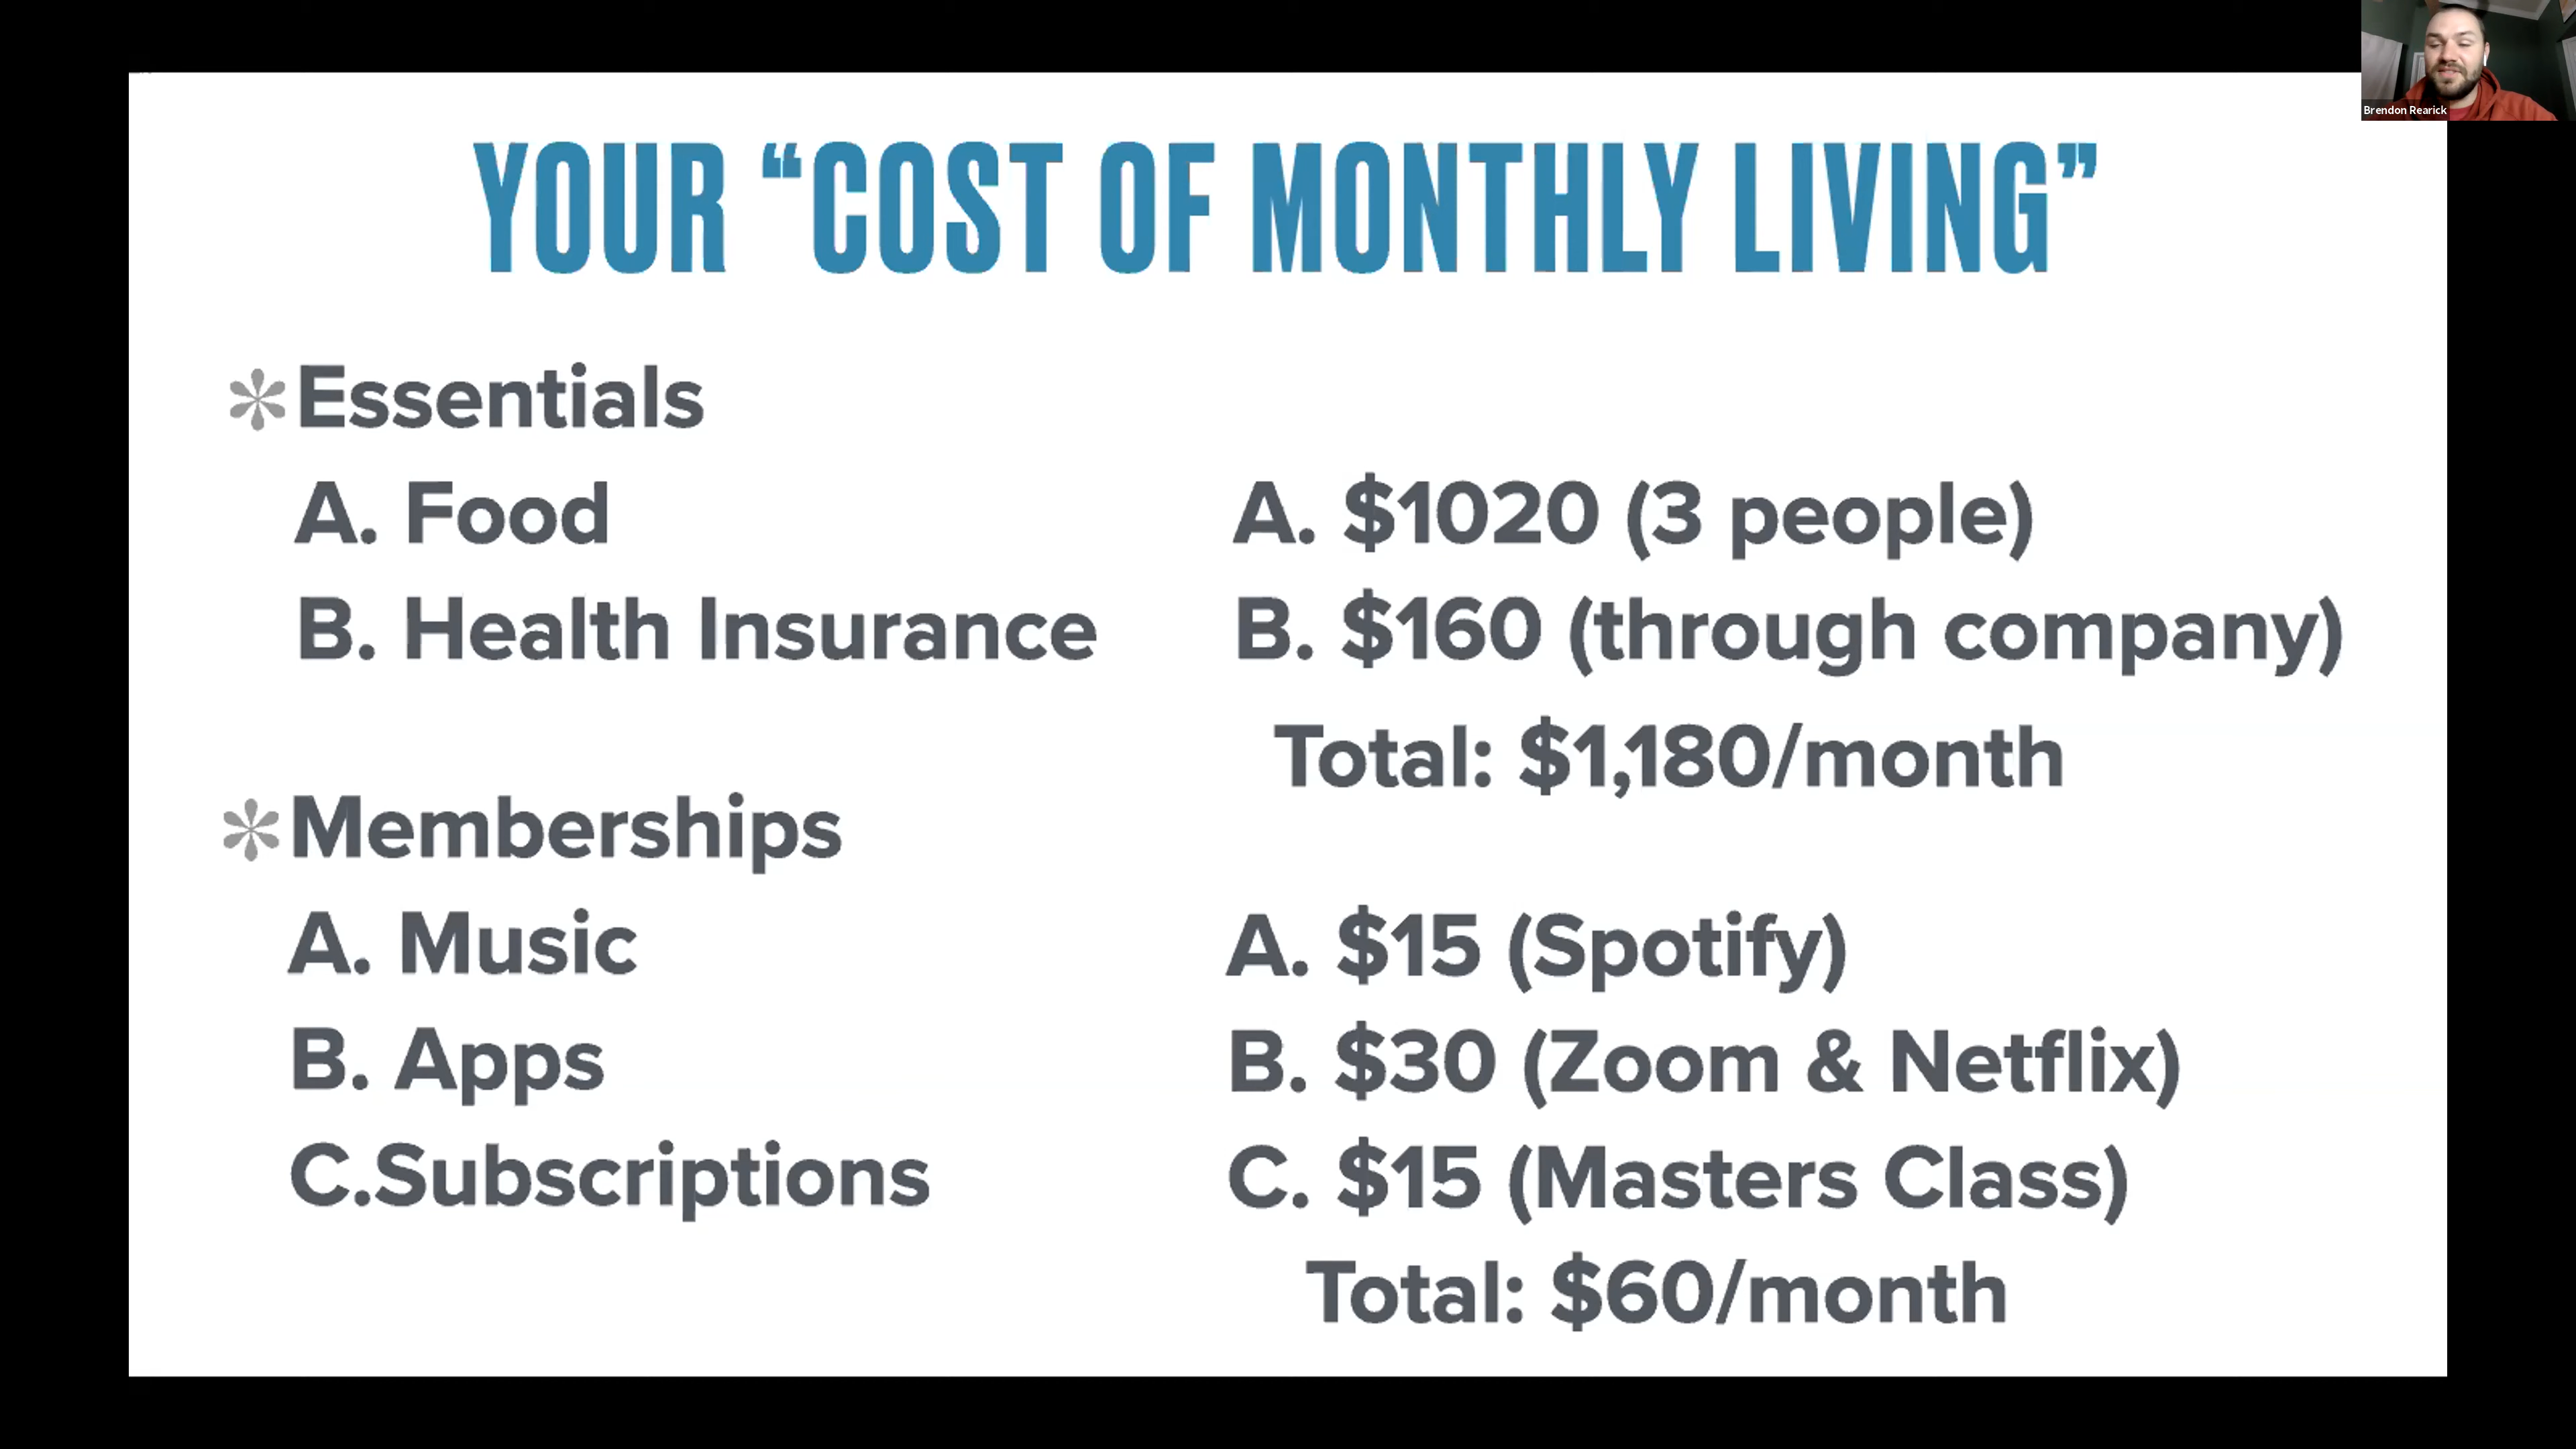 Brendon Rearick
YOUR “COST OF MONTHLY LIVING”
Essentials
A. Food
A. $1020 (3 people)
B. Health Insurance
B. $160 (through company)
Total: $1,180/month
Memberships
A. Music
A. $15 (Spotify)
B. Apps
B. $30 (Zoom & Netflix)
C.Subscriptions
C. $15 (Masters Class)
Total: $60/month